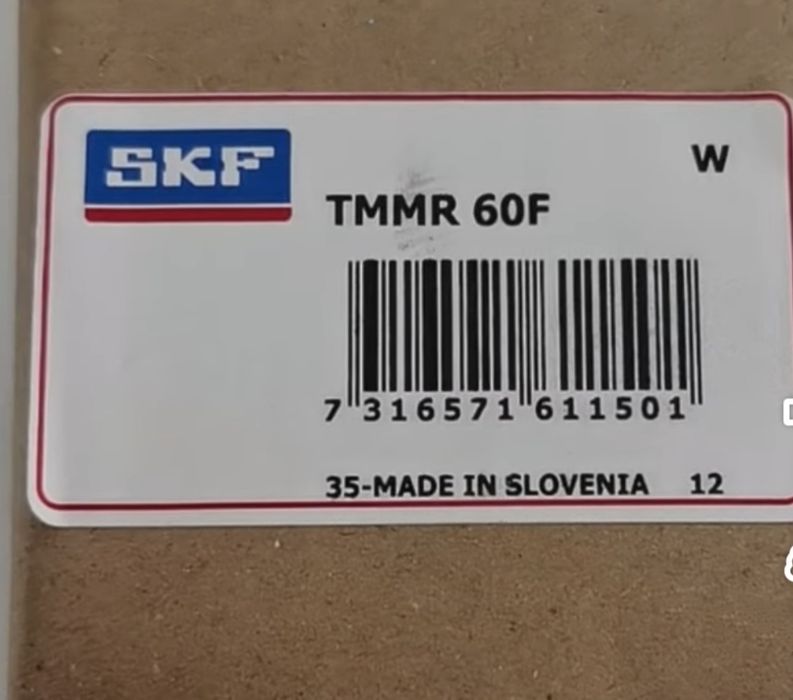 SKF
W
TMMR 60F
7 316571 611501
35-MADE IN SLOVENIA 12